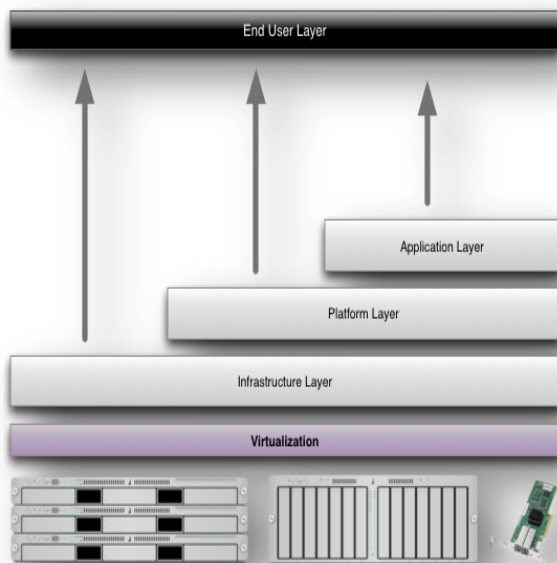 End User Layer
Application Layer
Platform Layer
Infrastructure Layer
Virtualization